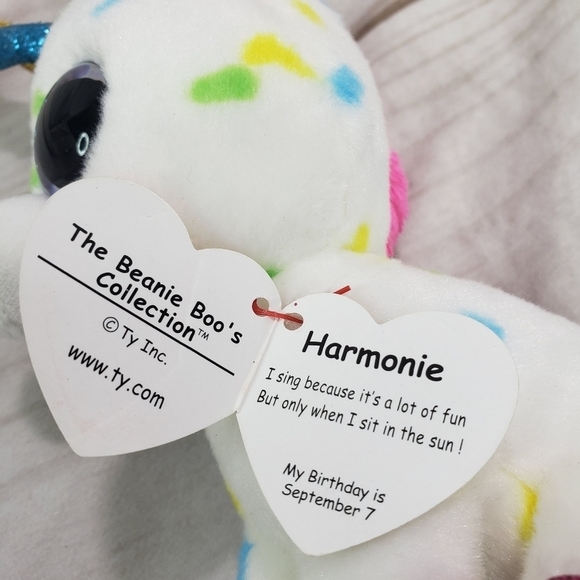 The Beanie Boo's
Collection™
© Ty Inc.
www.ty.com
Harmonie
I sing because it's a lot of fun
But only when I sit in the sun !
My Birthday is
September 7